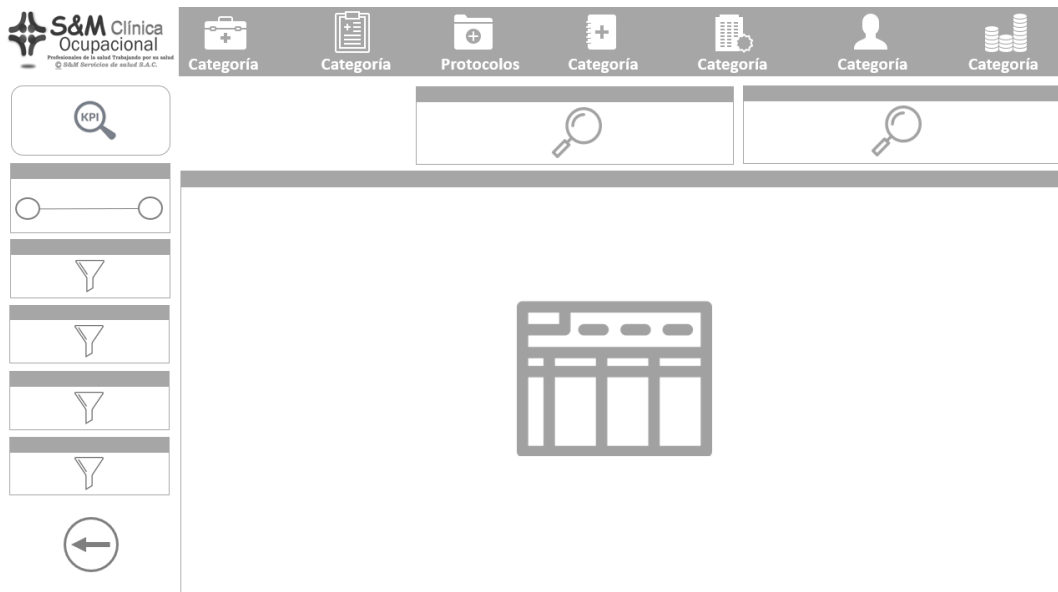 S&M Clínica
Ocupacional
Profesionales de la salud Trabajando por su salud
© S&M Servicios de salud S.A.C.
Categoría
Categoría
Protocolos
Categoría
Categoría
Categoría
Categoría
KPI